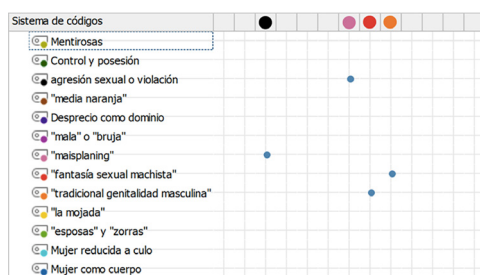 Sistema de códigos
Mentirosas
Control y posesión
agresión sexual o violación
"media naranja"
Desprecio como dominio
"mala" o "bruja"
"maisplaning"
"fantasía sexual machista"
"tradicional genitalidad masculina"
"la mojada"
"esposas" y "zorras"
Mujer reducida a culo
Mujer como cuerpo